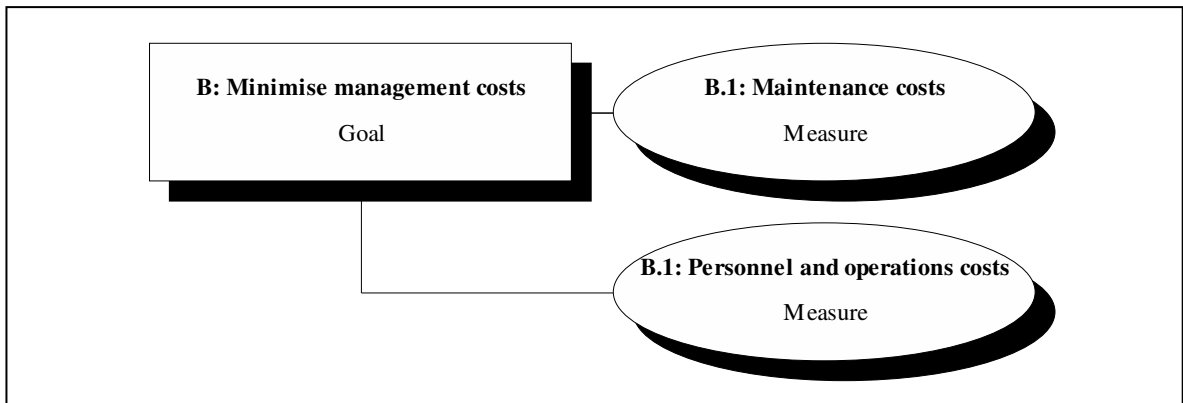 B: Minimise management costs
Goal
B.1: Maintenance costs
Measure
B.1: Personnel and operations costs
Measure